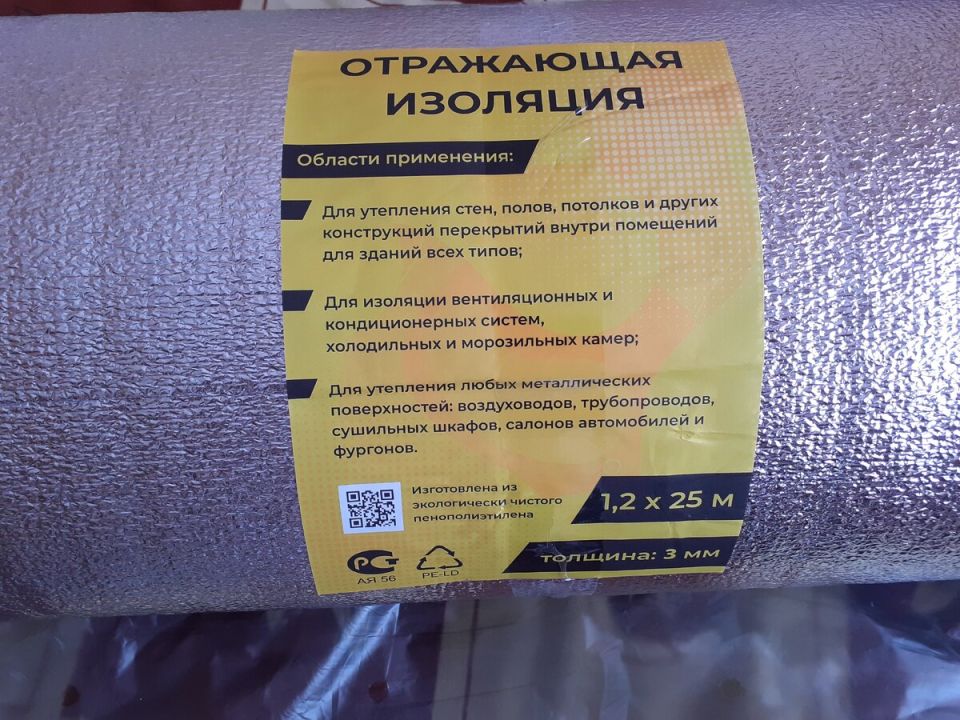 ОТРАЖАЮЩАЯ
ИЗОЛЯЦИЯ
Области применения:
Для утепления стен, полов, потолков и других
конструкций перекрытий внутри помещений
для зданий всех типов;
Для изоляции вентиляционных и
кондиционерных систем,
холодильных и морозильных камер;
Для утепления любых металлических
поверхностей: воздуховодов, трубопроводов,
сушильных шкафов, салонов автомобилей и
фургонов.
Изготовлена из
экологически чистого
пенополиэтилена
1,2 х 25 м
толщина: 3 мм
РСТ
АЯ 56
PE-LD